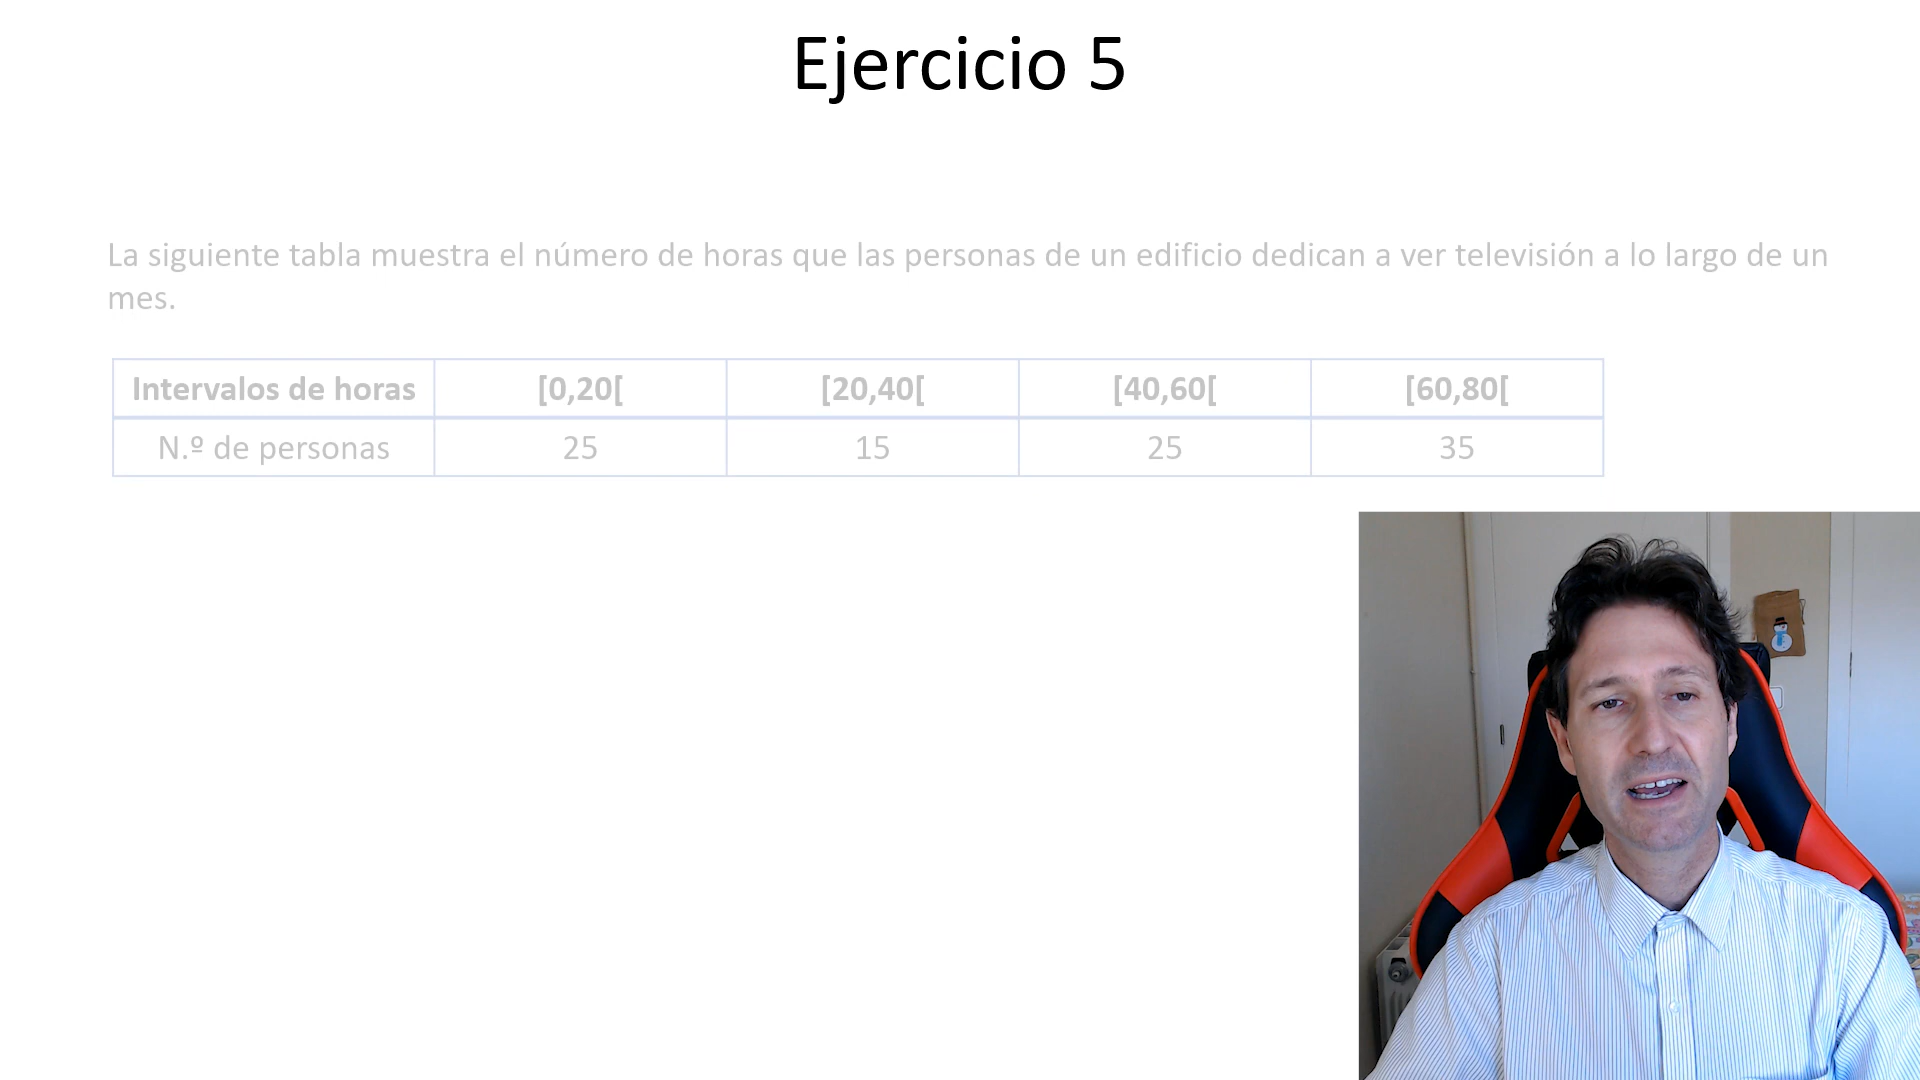 Ejercicio 5
La siguiente tabla muestra el número de horas que las personas de un edificio dedican a ver televisión a lo largo de un
mes.
Intervalos de horas [0,20[ [20,40[ [40,60[ [60,80[
N.º de personas 25 15 25 35